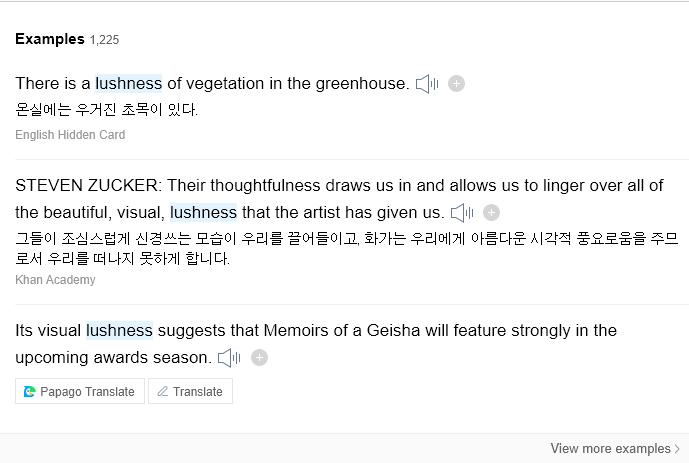 Examples 1,225
There is a lushness of vegetation in the greenhouse.
온실에는 우거진 초목이 있다.
English Hidden Card
STEVEN ZUCKER: Their thoughtfulness draws us in and allows us to linger over all of
the beautiful, visual, lushness that the artist has given us.
그들이 조심스럽게 신경쓰는 모습이 우리를 끌어들이고, 화가는 우리에게 아름다운 시각적 풍요로움을 주므
로서 우리를 떠나지 못하게 합니다.
Khan Academy
Its visual lushness suggests that Memoirs of a Geisha will feature strongly in the
upcoming awards season.
Papago Translate Translate
View more examples